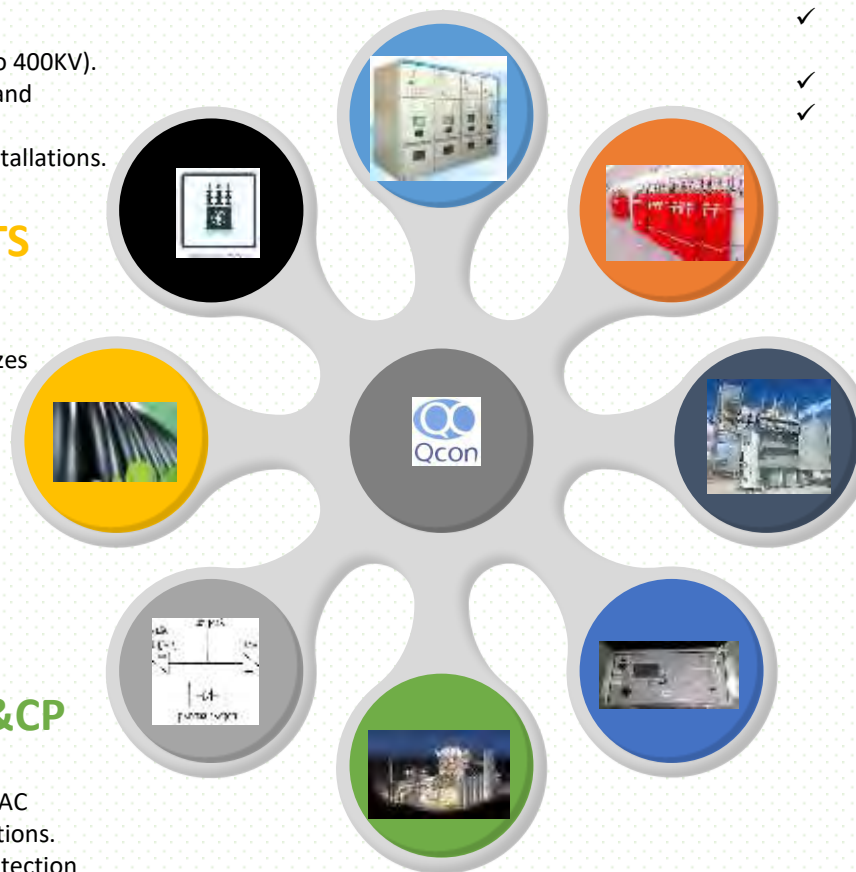 o 400KV).
and
tallations.
TS
zes
Qcon
&CP
AC
tions.
tection